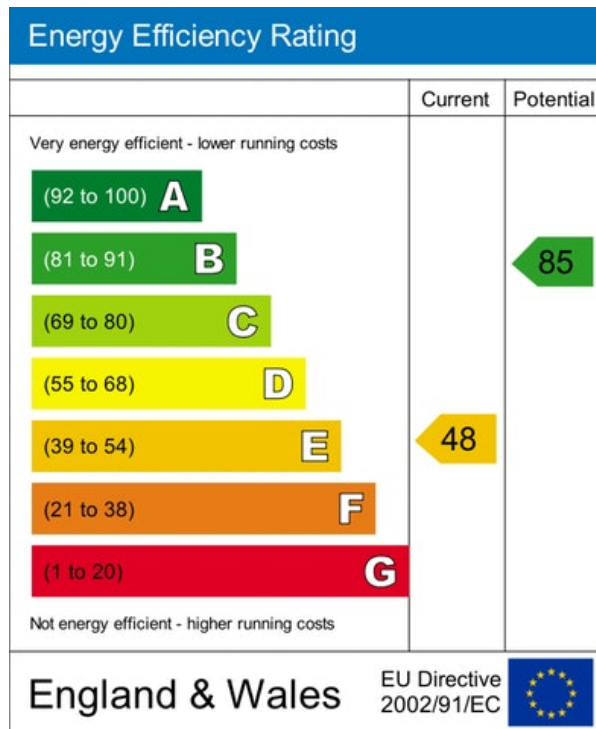 Energy Efficiency Rating
Current Potential
Very energy efficient - lower running costs
(92 to 100) A
(81 to 91) B
85
(69 to 80) C
(55 to 68) D
(39 to 54) E
48
(21 to 38) F
(1 to 20) G
Not energy efficient - higher running costs
England & Wales
EU Directive
2002/91/EC